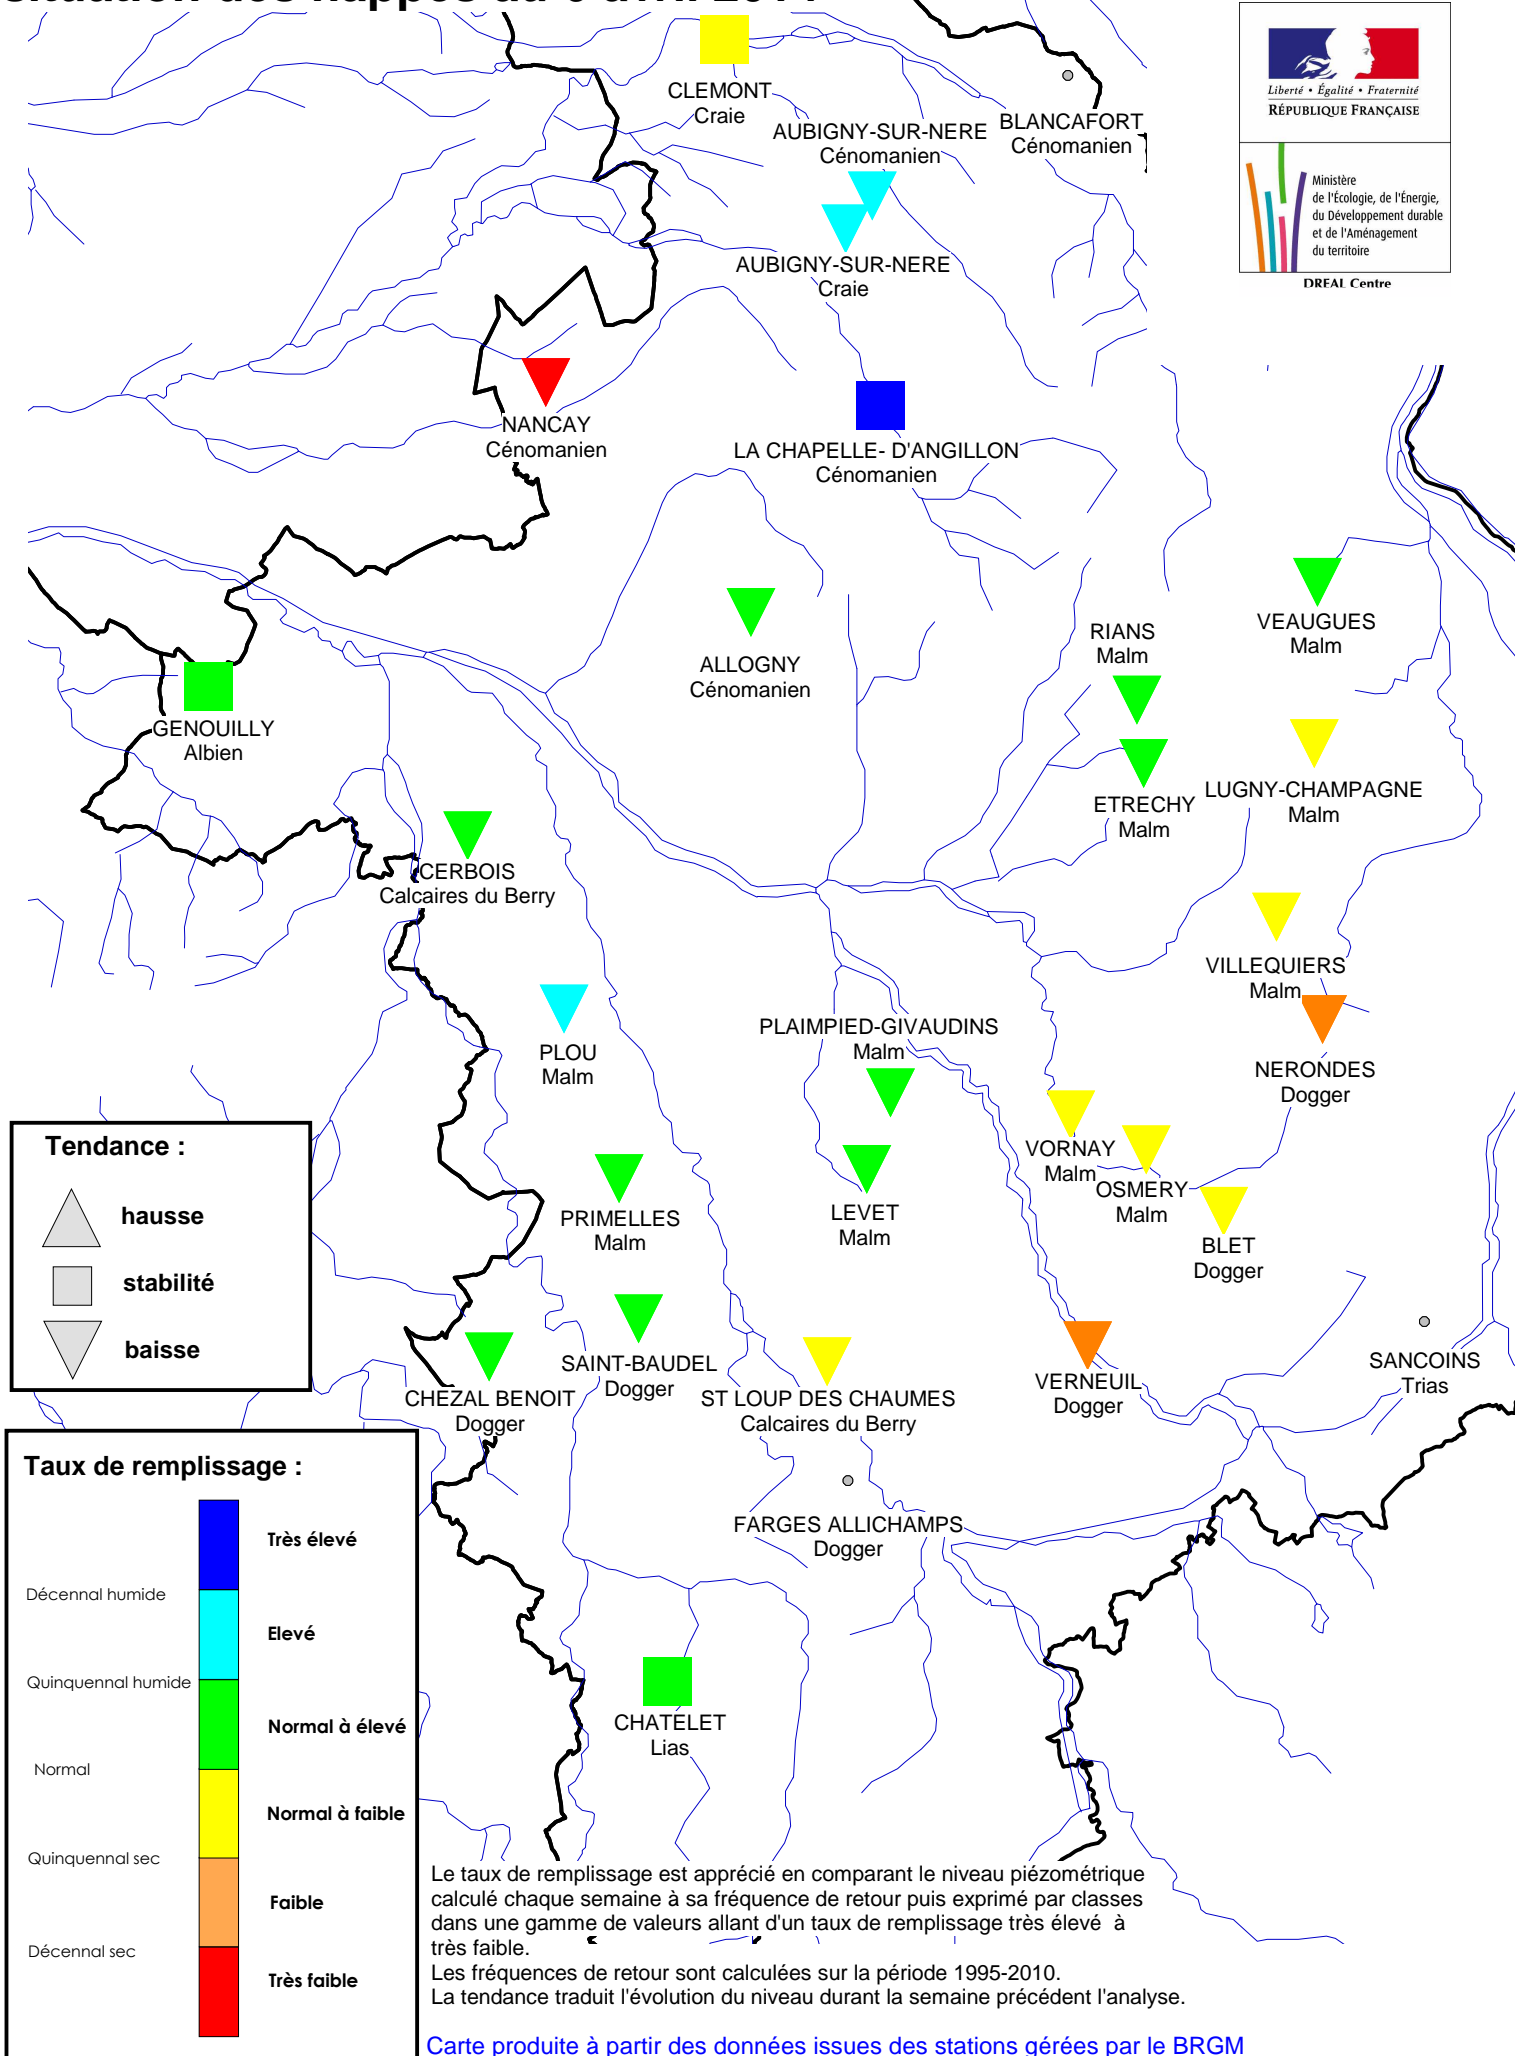 CLEMONT
Craie
AUBIGNY-SUR-NERE
Cénomanien
BLANCAFORT
Cénomanien
Liberté • Égalité • Fraternité
RÉPUBLIQUE FRANÇAISE
Ministère
de l'Écologie, de l'Énergie,
du Développement durable
et de l'Aménagement
du territoire
DREAL Centre
AUBIGNY-SUR-NERE
Craie
NANCAY
Cénomanien
LA CHAPELLE- D'ANGILLON
Cénomanien
VEAUGUES
Malm
RIANS
Malm
ALLOGNY
Cénomanien
GENOUILLY
Albien
ETRECHY
Malm
LUGNY-CHAMPAGNE
Malm
CERBOIS
Calcaires du Berry
VILLEQUIERS
Malm
PLOU
Malm
PLAIMPIED-GIVAUDINS
Malm
NERONDES
Dogger
VORNAY
Malm
OSMERY
Malm
PRIMELLES
Malm
LEVET
Malm
BLET
Dogger
Tendance :
hausse
stabilité
baisse
CHEZAL BENOIT
Dogger
SAINT-BAUDEL
Dogger
ST LOUP DES CHAUMES
Calcaires du Berry
VERNEUIL
Dogger
SANCOINS
Trias
FARGES ALLICHAMPS
Dogger
CHATELET
Lias
Taux de remplissage :
Très élevé
Décennal humide
Elevé
Quinquennal humide
Normal à élevé
Normal
Normal à faible
Quinquennal sec
Faible
Décennal sec
Très faible
Le taux de remplissage est apprécié en comparant le niveau piézométrique
calculé chaque semaine à sa fréquence de retour puis exprimé par classes
dans une gamme de valeurs allant d'un taux de remplissage très élevé à
très faible.
Les fréquences de retour sont calculées sur la période 1995-2010.
La tendance traduit l'évolution du niveau durant la semaine précédent l'analyse.
Carte produite à partir des données issues des stations gérées par le BRGM